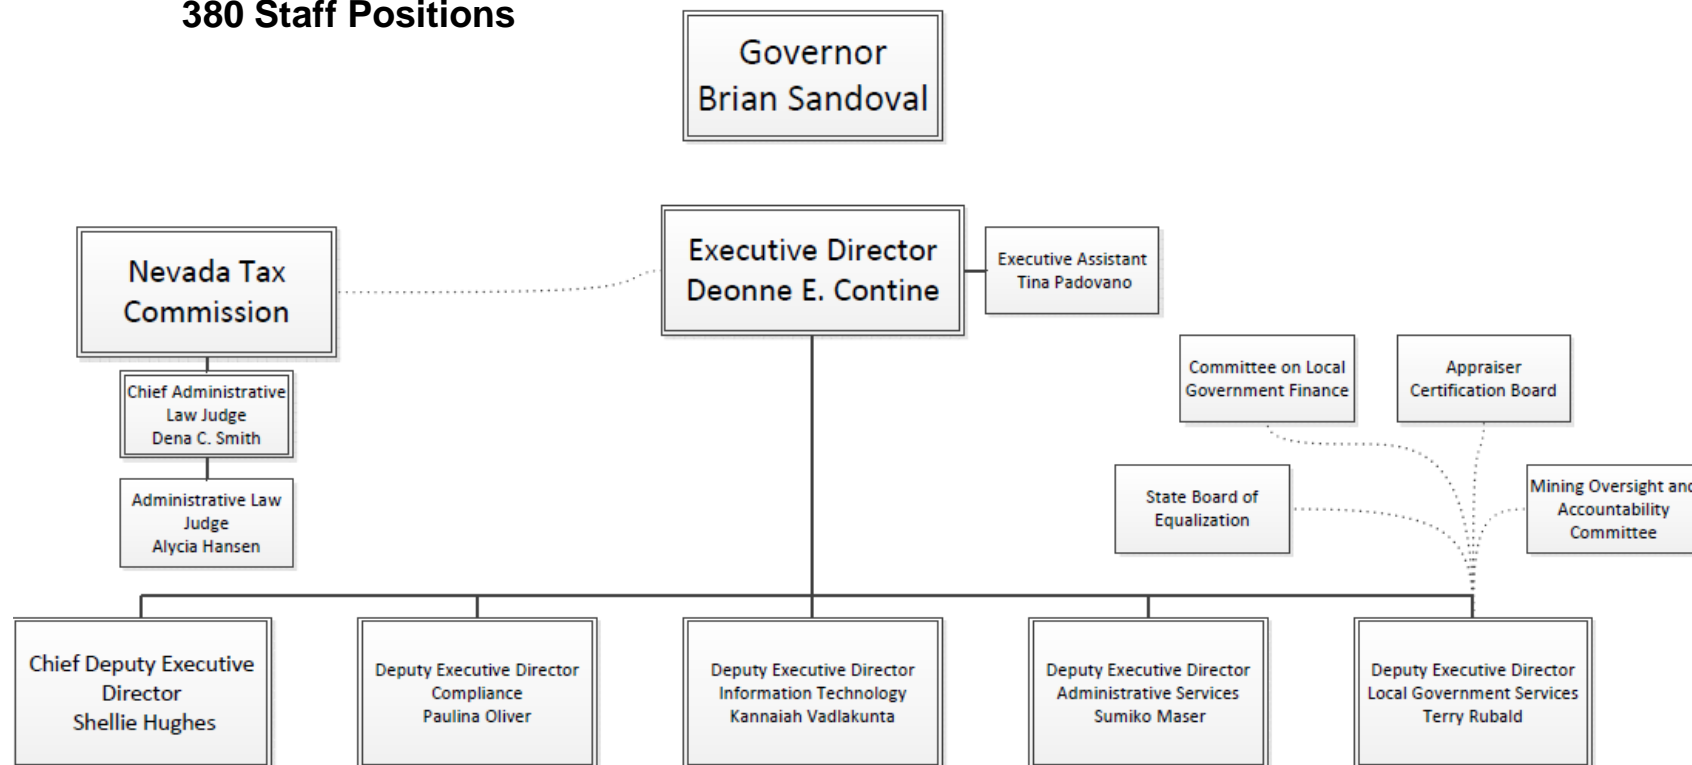 380 Staff Positions
Governor
Brian Sandoval
Executive Director
Deonne E. Contine
Executive Assistant
Tina Padovano
Nevada Tax
Commission
Chief Administrative
Law Judge
Dena C. Smith
Administrative Law
Judge
Alycia Hansen
Committee on Local
Government Finance
Appraiser
Certification Board
State Board of
Equalization
Mining Oversight and
Accountability
Committee
Chief Deputy Executive
Director
Shellie Hughes
Deputy Executive Director
Compliance
Paulina Oliver
Deputy Executive Director
Information Technology
Kannaiah Vadlakunta
Deputy Executive Director
Administrative Services
Sumiko Maser
Deputy Executive Director
Local Government Services
Terry Rubald